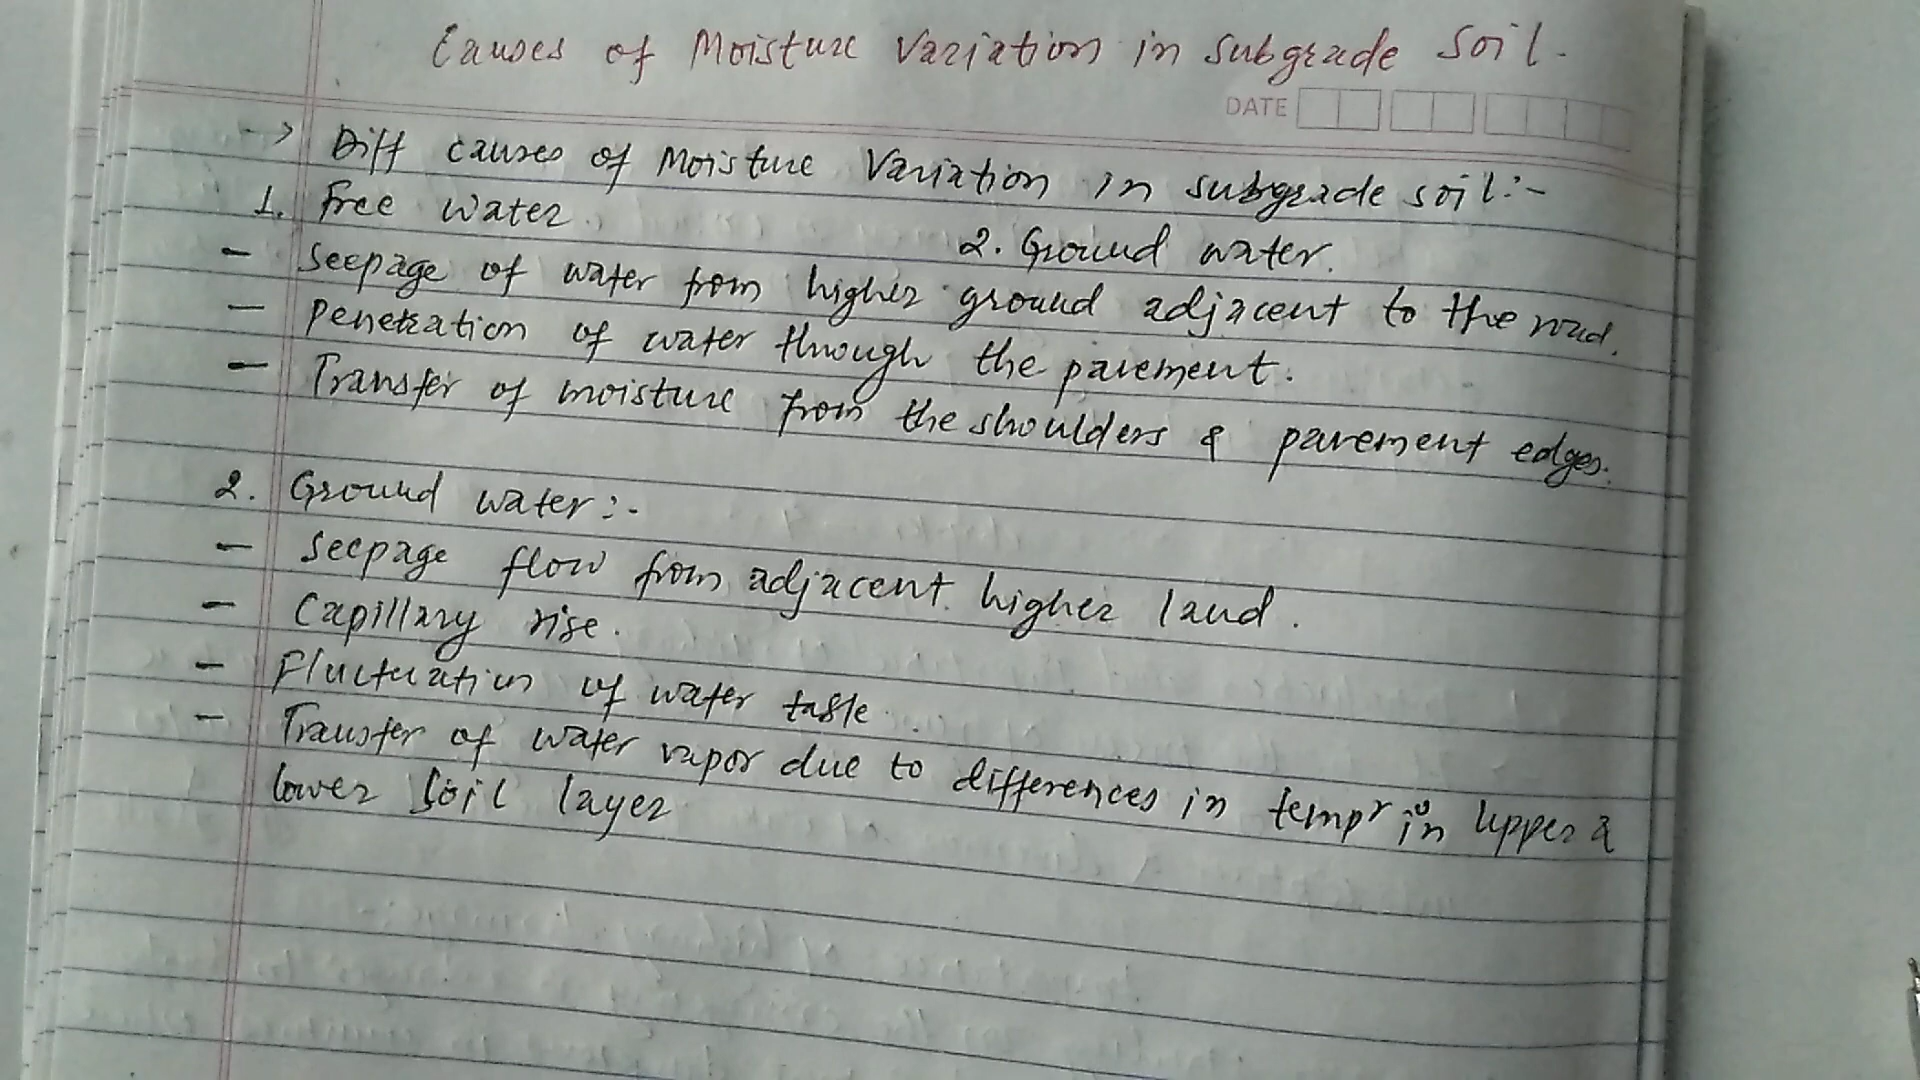 Causes of Moisture Variation in Subgrade Soil.
DATE
-> Diff causes of Moisture Variation in subgrade soil:-
1. Free water. 2. Ground water.
- Seepage of water from higher ground adjacent to the road.
- Penetration of water through the pavement.
- Transfer of moisture from the shoulders & pavement edges.
2. Ground water:-
- Seepage flow from adjacent higher land.
- Capillary rise.
- Fluctuation of water table.
- Transfer of water vapor due to differences in tempr in upper &
lower soil layer